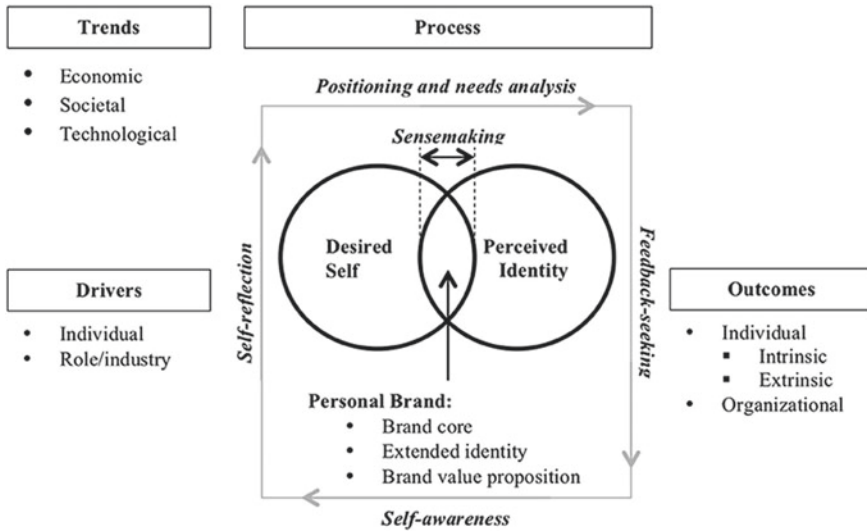 Trends
• Economic
• Societal
• Technological
Drivers
• Individual
• Role/industry
Process
Positioning and needs analysis
Sensemaking
Desired
Self
Perceived
Identity
Self-reflection
Feedback-seeking
Personal Brand:
• Brand core
• Extended identity
• Brand value proposition
Self-awareness
Outcomes
• Individual
▪ Intrinsic
▪ Extrinsic
• Organizational